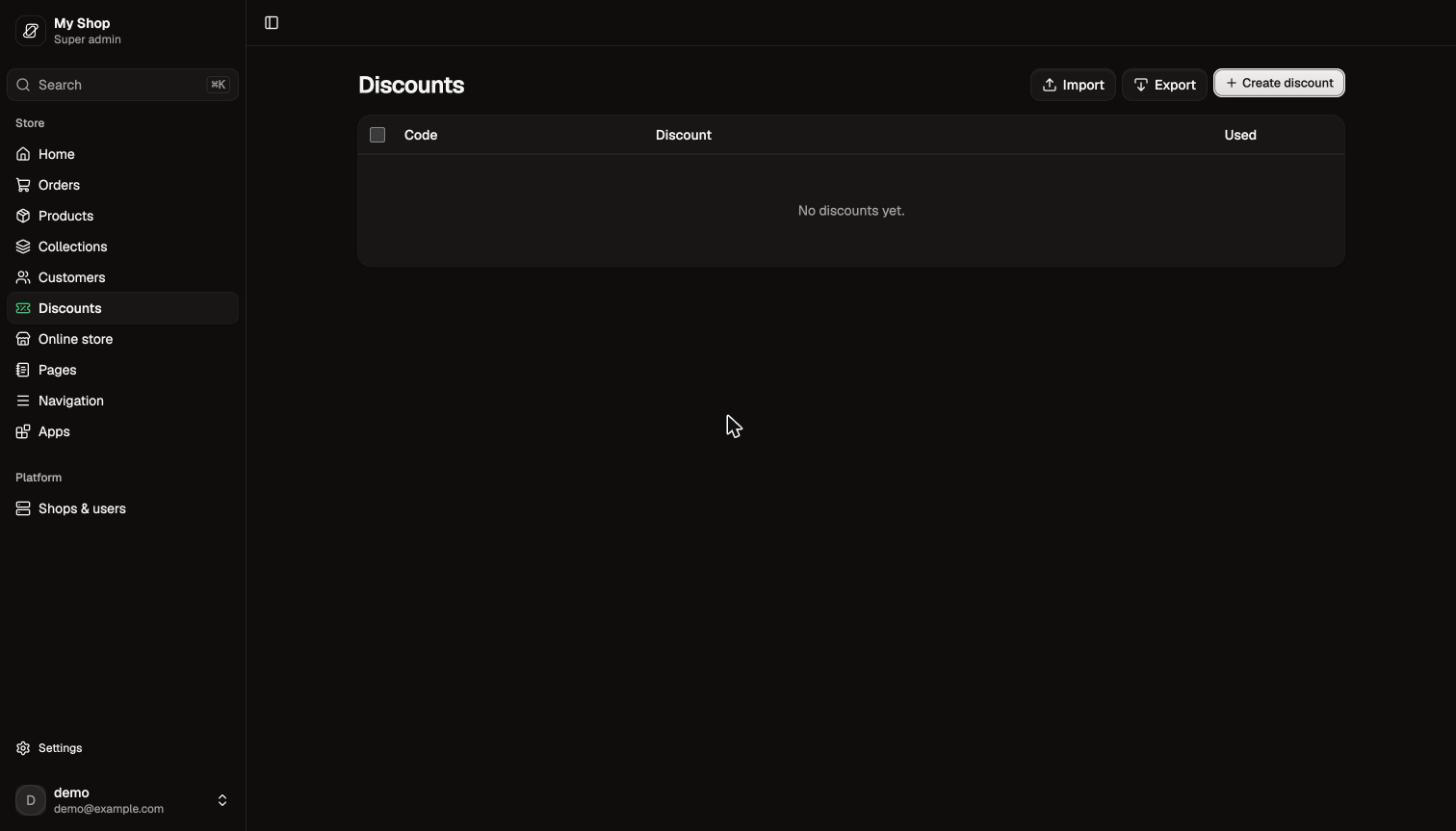 My Shop
Super admin
Search ⌘K
Store
Home
Orders
Products
Collections
Customers
Discounts
Online store
Pages
Navigation
Apps
Platform
Shops & users
Settings
D
demo
demo@example.com
Discounts
Import
Export
+ Create discount
Code Discount Used
No discounts yet.